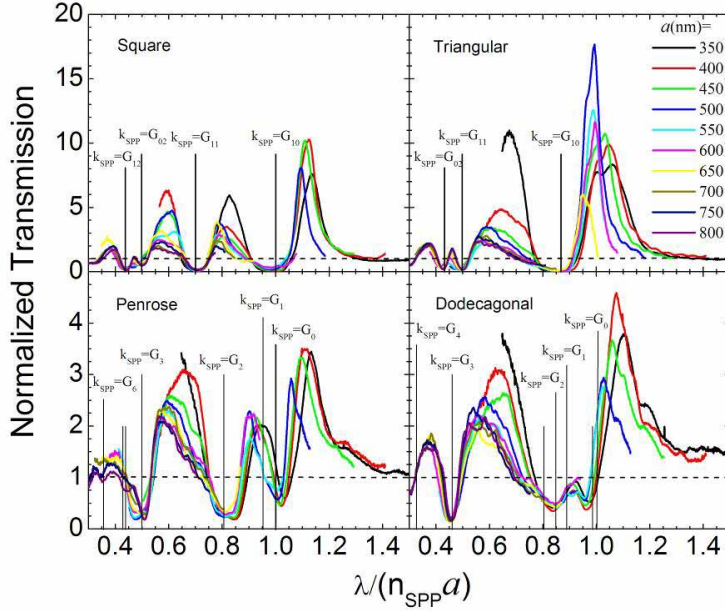 Normalized Transmission
20
15
10
5
0
Square
k_SPP=G_12
k_SPP=G_02
k_SPP=G_11
k_SPP=G_10
Triangular
k_SPP=G_02
k_SPP=G_11
k_SPP=G_10
a(nm)=
350
400
450
500
550
600
650
700
750
800
4
3
2
1
0
Penrose
k_SPP=G_6
k_SPP=G_3
k_SPP=G_2
k_SPP=G_1
k_SPP=G_0
Dodecagonal
k_SPP=G_4
k_SPP=G_3
k_SPP=G_2
k_SPP=G_1
k_SPP=G_0
0.4 0.6 0.8 1.0 1.2 1.4
0.4 0.6 0.8 1.0 1.2 1.4
λ/(n_SPP a)